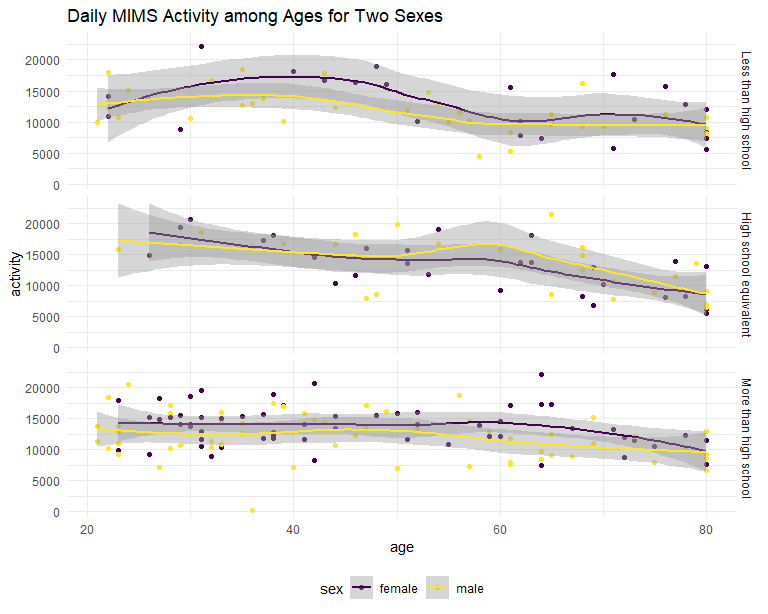 Daily MIMS Activity among Ages for Two Sexes
20000
15000
10000
5000
0
Less than high school
20000
15000
10000
5000
0
High school equivalent
20000
15000
10000
5000
0
More than high school
activity
20 40 60 80
age
sex female male